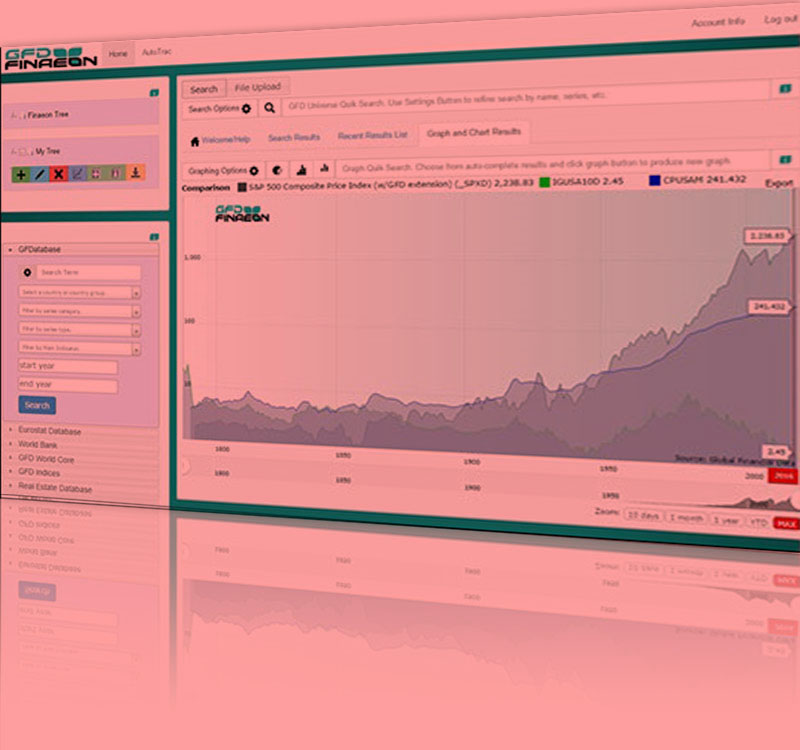 GFD
FINAEON
Home
AutoTrac
Account Info
Log out
Finaeon Tree
My Tree
GFDatabase
Search Term
Select a country or country group...
Filter by series category...
Filter by series type...
Filter by Main Indicator
start year
end year
Search
Eurostat Database
World Bank
GFD World Core
GFD Indices
Real Estate Database
Search
File Upload
Search Options
GFD Universe Quik Search. Use Settings Button to refine search by name, series, etc.
Welcome/Help
Search Results
Recent Results List
Graph and Chart Results
Graphing Options
Graph Quik Search. Choose from auto-complete results and click graph button to produce new graph.
Comparison
S&P 500 Composite Price Index (w/GFD extension) (_SPXD) 2,238.83
IGUSA10D 2.45
CPUSAM 241.432
Export
GFD
FINAEON
2,238.83
1,000
241.432
100
10
2.45
1800
1850
1900
1950
Source: Global Financial Data
2000
2016
1800
1850
1900
1950
Zoom:
10 days
1 month
1 year
YTD
MAX